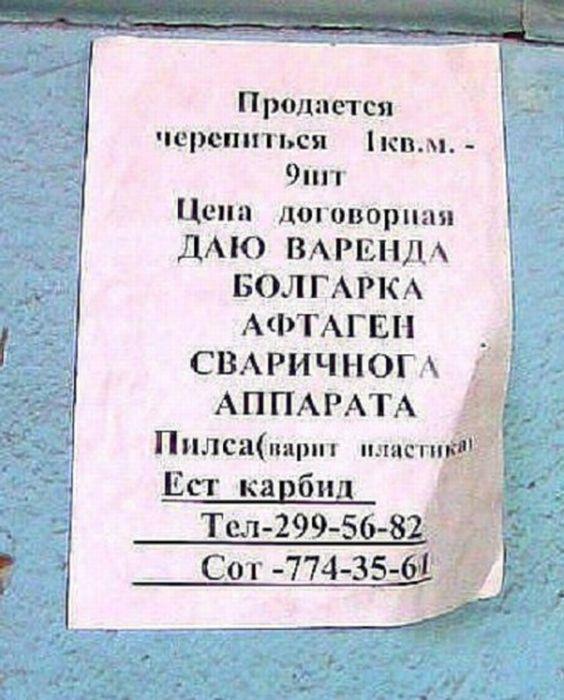 Продается
черепиться 1кв.м. -
9шт
Цена договорная
ДАЮ ВАРЕНДА
БОЛГАРКА
АФТАГЕН
СВАРИЧНОГА
АППАРАТА
Пилса(варит пластика)
Ест карбид
Тел-299-56-82
Сот -774-35-61